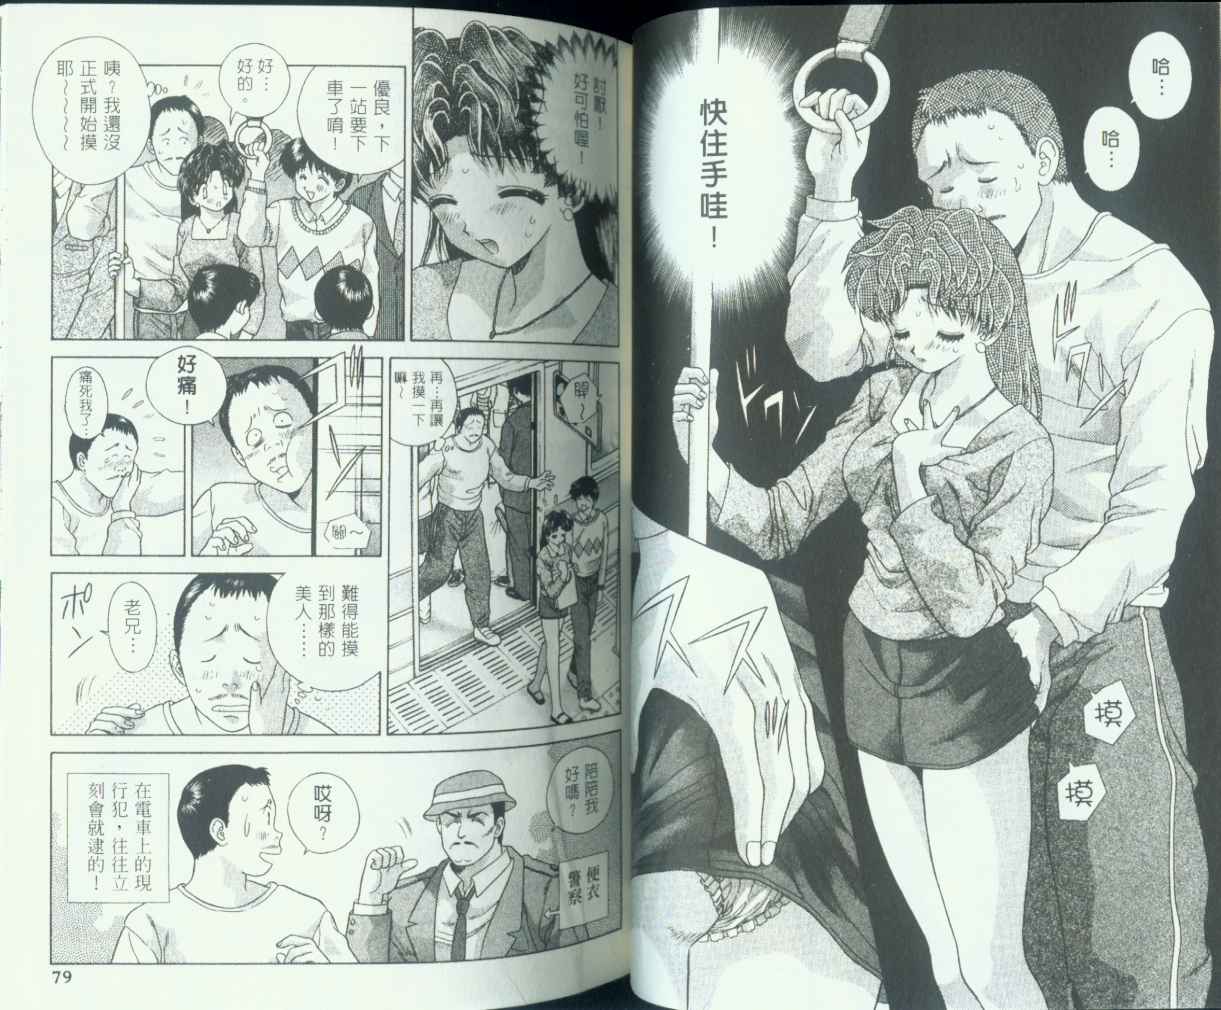 哈…
哈…
快住手哇！
摸
摸
ドクッ
ドクッ
スス
討厭！
好可怕喔！
優良，下
一站要下
車了唷！
好…
好的。
咦？我還沒
正式開始摸
耶～～～～
再…再讓
我摸一下
嘛～
好痛！
痛死我了…
難得能摸
到那樣的
美人……
老兄…
ポン
陪陪我
好嗎？
便衣
警察
哎呀？
在電車上的現
行犯，往往立
刻會就逮的！
79